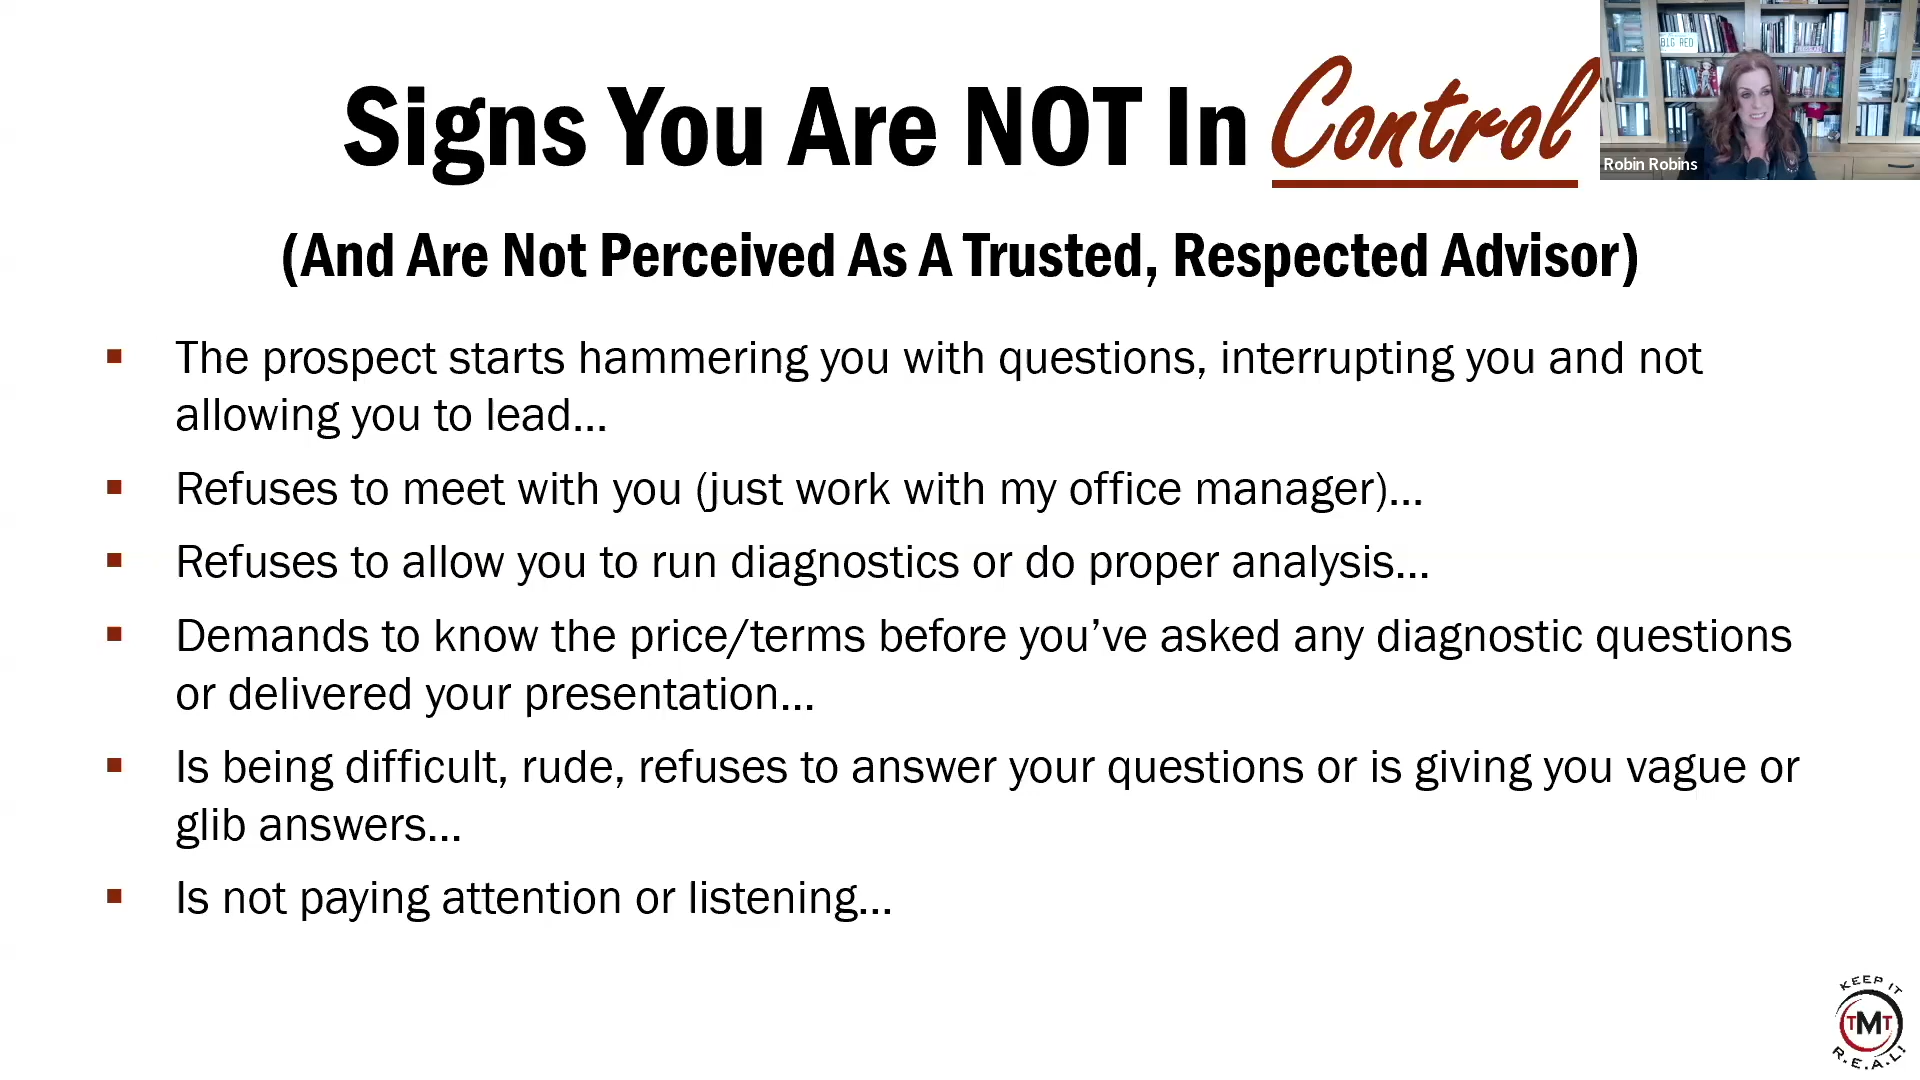 Signs You Are NOT In Control
BIG RED
Robin Robins
(And Are Not Perceived As A Trusted, Respected Advisor)
▪ The prospect starts hammering you with questions, interrupting you and not
allowing you to lead...
▪ Refuses to meet with you (just work with my office manager)...
▪ Refuses to allow you to run diagnostics or do proper analysis...
▪ Demands to know the price/terms before you’ve asked any diagnostic questions
or delivered your presentation...
▪ Is being difficult, rude, refuses to answer your questions or is giving you vague or
glib answers...
▪ Is not paying attention or listening...
KEEP IT
TMT
R.E.A.L!